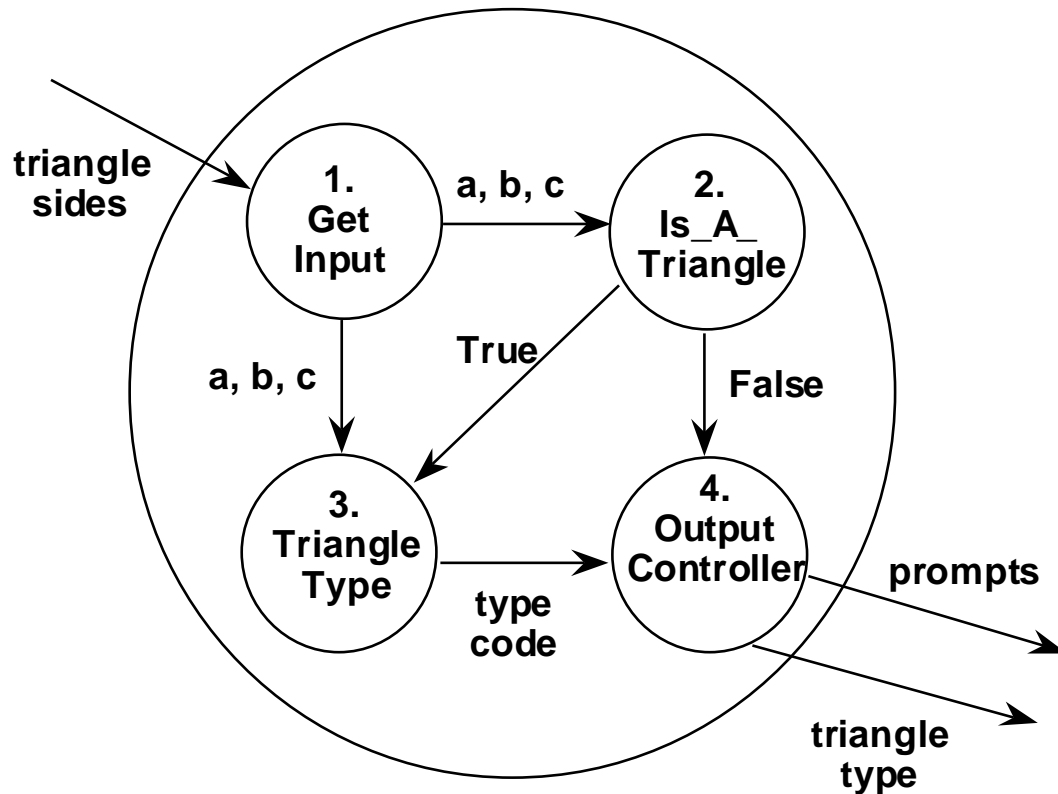 triangle
sides
1.
Get
Input
a, b, c
2.
Is_A_
Triangle
a, b, c
True
False
3.
Triangle
Type
type
code
4.
Output
Controller
prompts
triangle
type